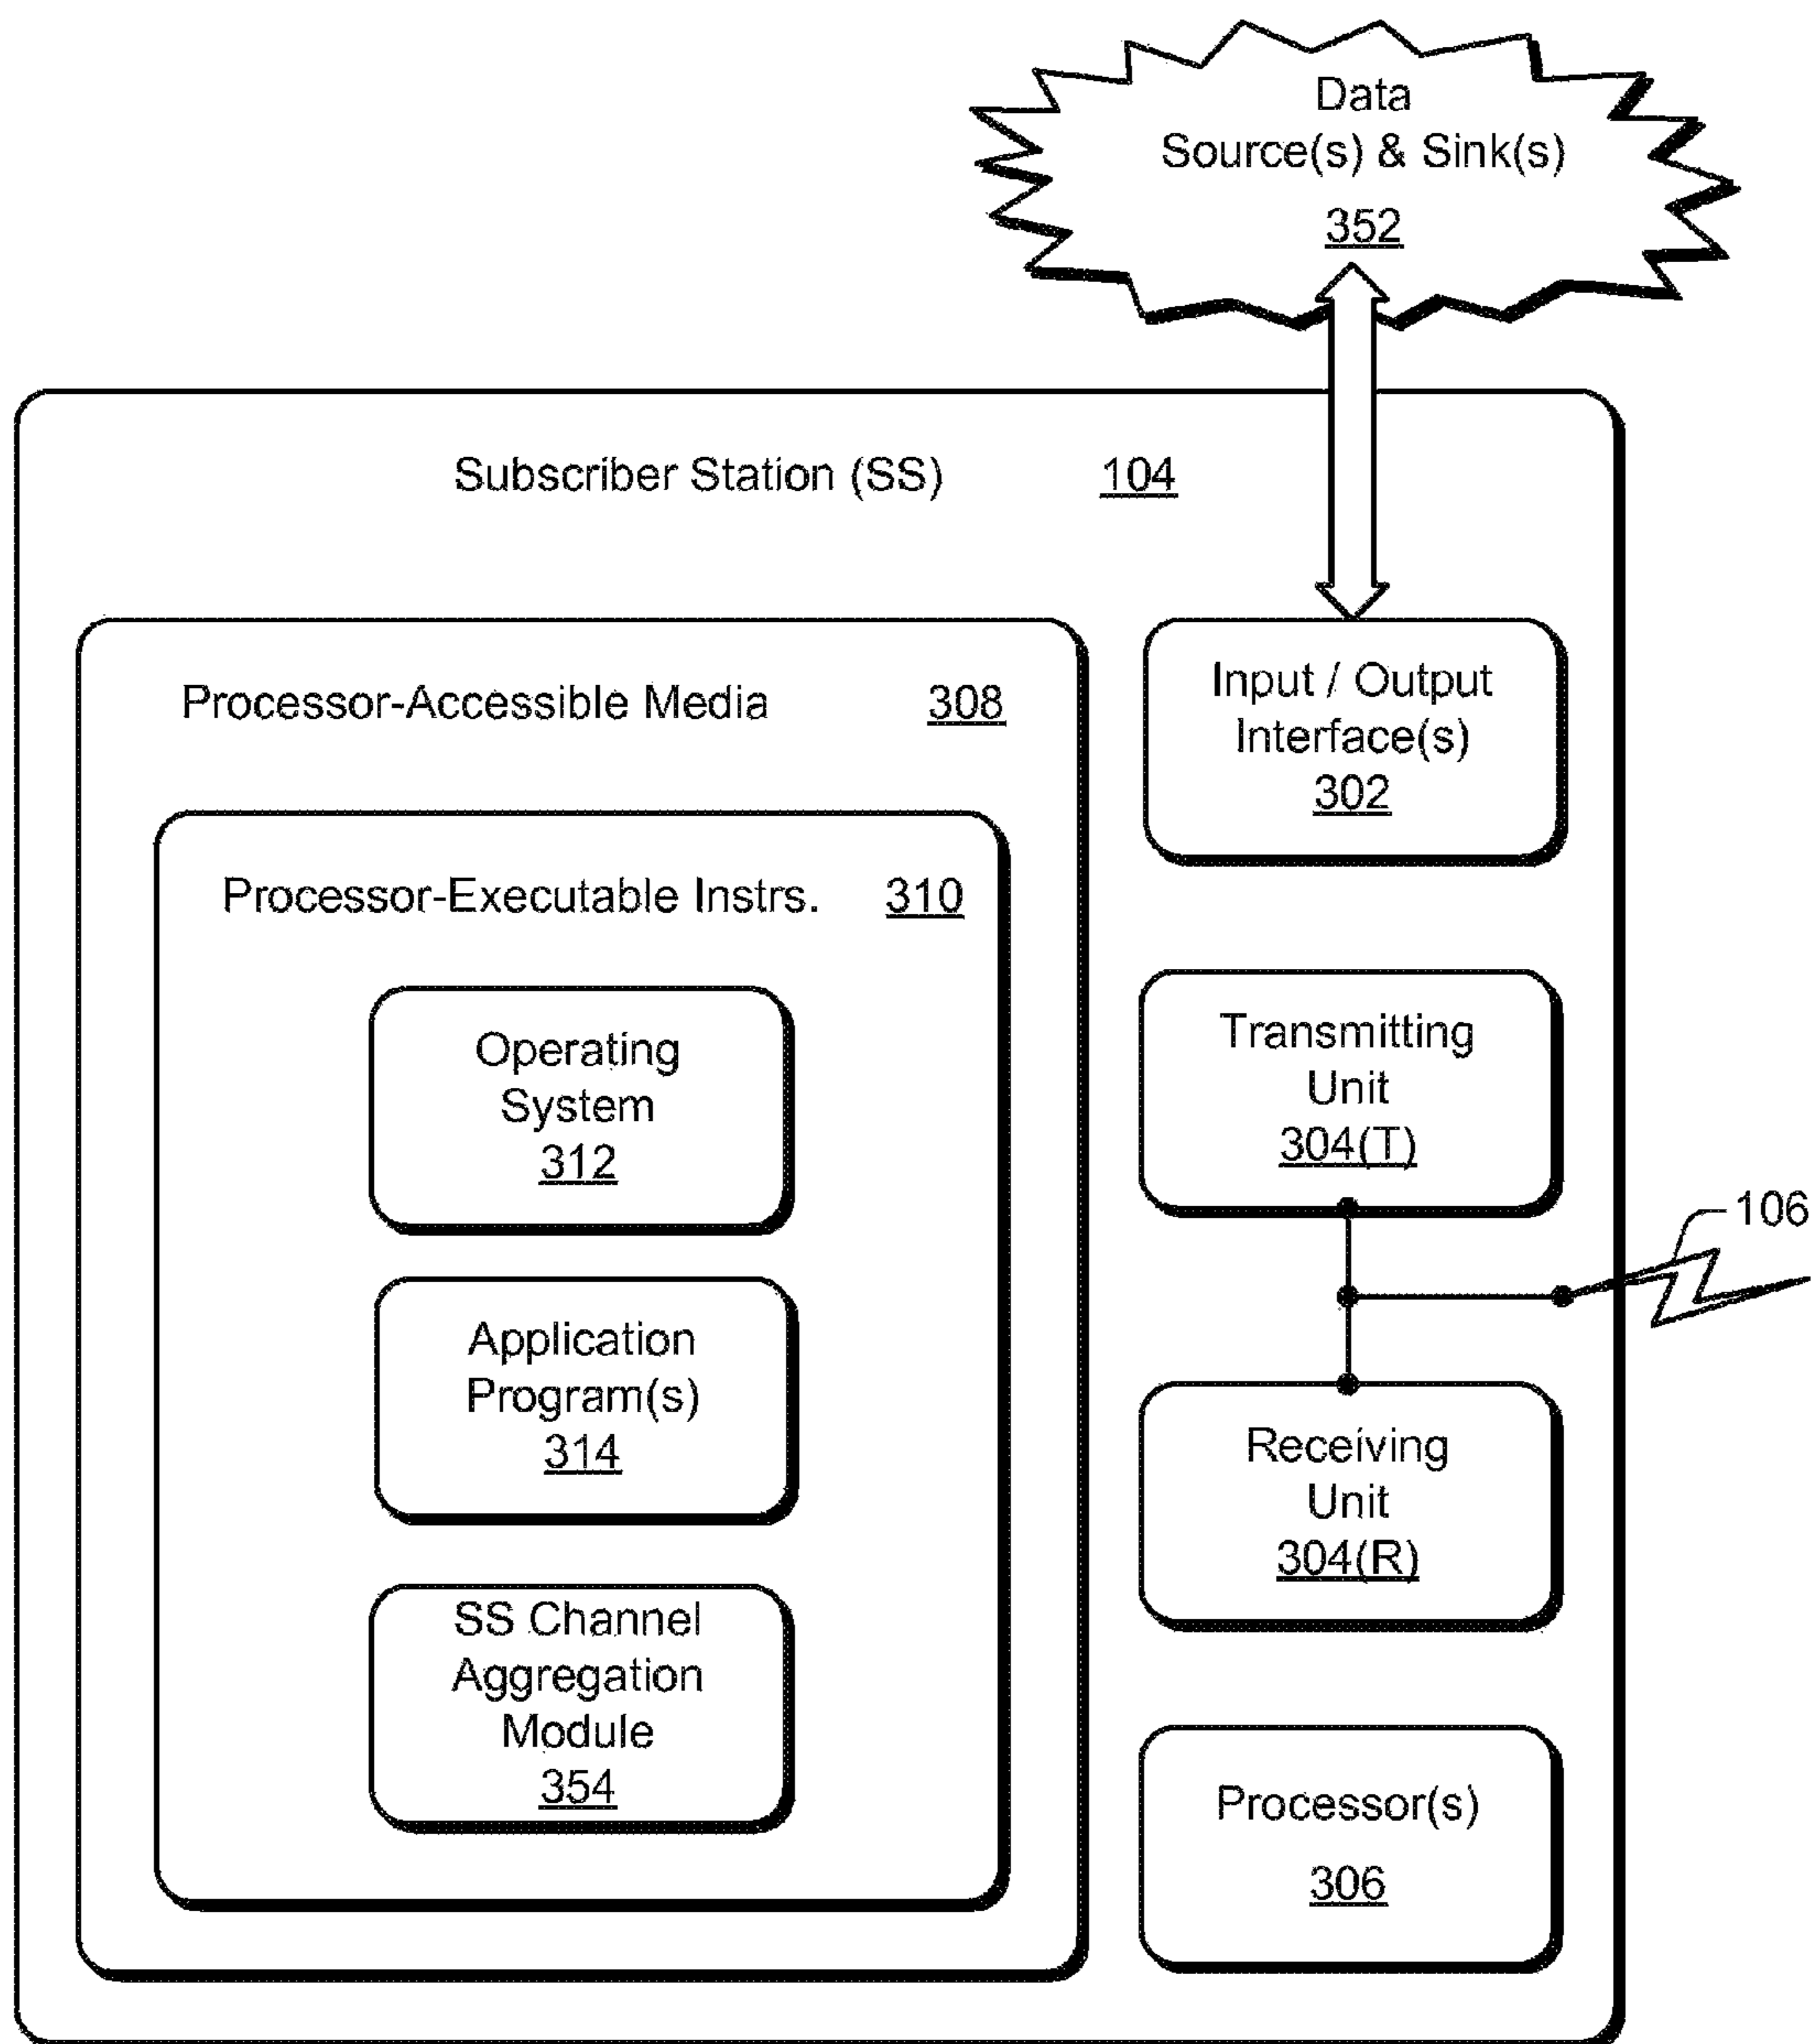 Data
Source(s) & Sink(s)
352
Subscriber Station (SS) 104
Processor-Accessible Media 308
Processor-Executable Instrs. 310
Operating
System
312
Application
Program(s)
314
SS Channel
Aggregation
Module
354
Input / Output
Interface(s)
302
Transmitting
Unit
304(T)
106
Receiving
Unit
304(R)
Processor(s)
306